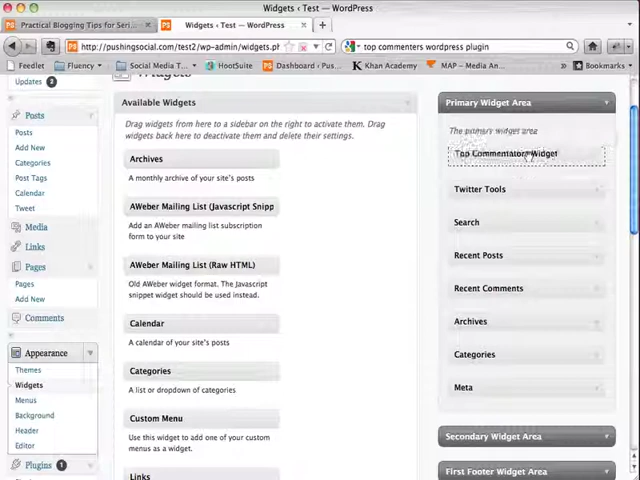 Widgets ‹ Test — WordPress
Practical Blogging Tips for Seri...
Widgets ‹ Test — WordPress
http://pushingsocial.com/test2/wp-admin/widgets.ph
top commenters wordpress plugin
Feedlet
Fluency
Social Media T...
HootSuite
Dashboard ‹ Pus...
Khan Academy
MAP - Media An...
Bookmarks
Widgets
Updates 2
Posts
Posts
Add New
Categories
Post Tags
Calendar
Tweet
Media
Links
Pages
Pages
Add New
Comments
Appearance
Themes
Widgets
Menus
Background
Header
Editor
Plugins 1
Available Widgets
Drag widgets from here to a sidebar on the right to activate them. Drag
widgets back here to deactivate them and delete their settings.
Archives
A monthly archive of your site's posts
AWeber Mailing List (Javascript Snipp
Add an AWeber mailing list subscription
form to your site
AWeber Mailing List (Raw HTML)
Old AWeber widget format. The Javascript
snippet widget should be used instead.
Calendar
A calendar of your site's posts
Categories
A list or dropdown of categories
Custom Menu
Use this widget to add one of your custom
menus as a widget.
Links
Primary Widget Area
The primary widget area
Top Commentators Widget
Twitter Tools
Search
Recent Posts
Recent Comments
Archives
Categories
Meta
Secondary Widget Area
First Footer Widget Area